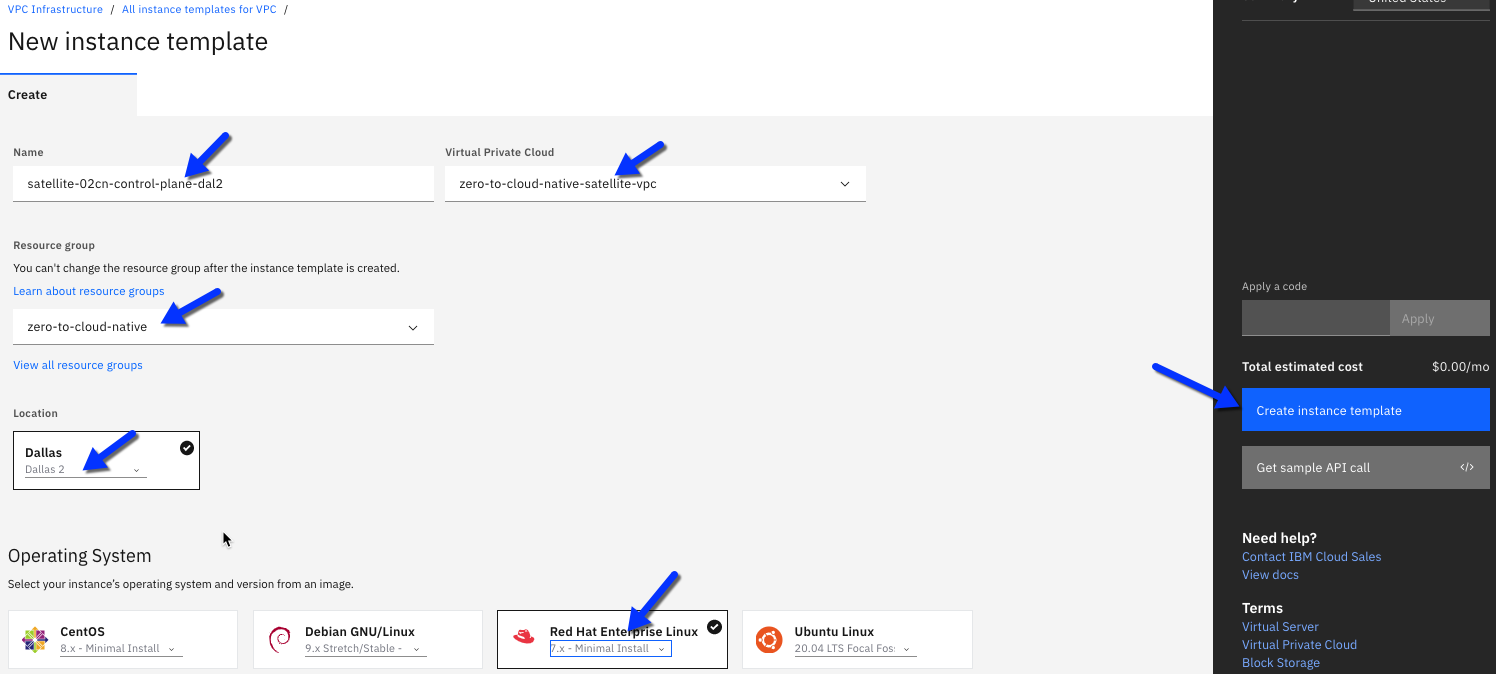 VPC Infrastructure / All instance templates for VPC /
New instance template
Create
Name
satellite-02cn-control-plane-dal2
Virtual Private Cloud
zero-to-cloud-native-satellite-vpc
Resource group
You can't change the resource group after the instance template is created.
Learn about resource groups
zero-to-cloud-native
View all resource groups
Location
Dallas
Dallas 2
Operating System
Select your instance's operating system and version from an image.
CentOS
8.x - Minimal Install
Debian GNU/Linux
9.x Stretch/Stable -
Red Hat Enterprise Linux
7.x - Minimal Install
Ubuntu Linux
20.04 LTS Focal Fos
Apply a code
Apply
Total estimated cost $0.00/mo
Create instance template
Get sample API call </>
Need help?
Contact IBM Cloud Sales
View docs
Terms
Virtual Server
Virtual Private Cloud
Block Storage